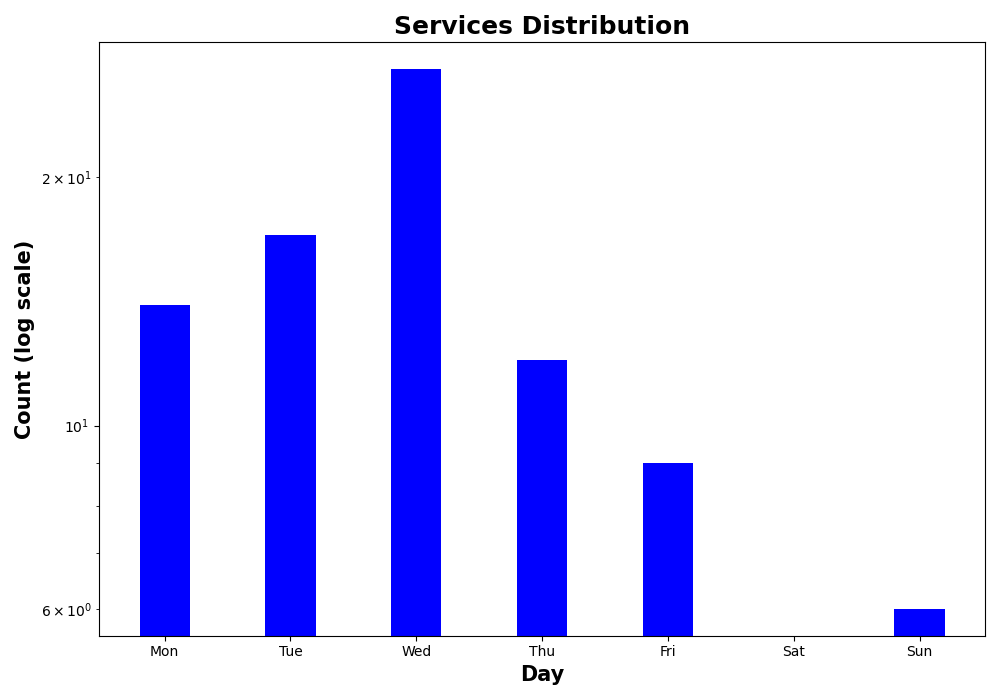 Services Distribution
Count (log scale)
2 × 10¹
10¹
6 × 10⁰
Mon Tue Wed Thu Fri Sat Sun
Day